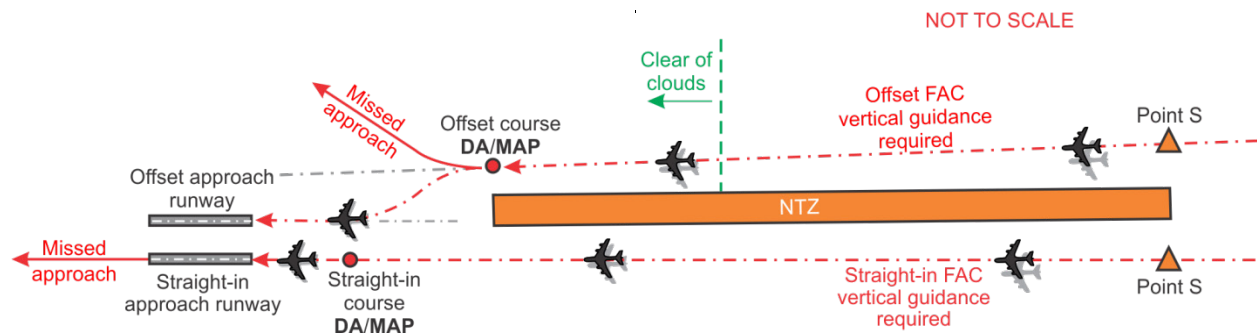 NOT TO SCALE
Clear of
clouds
Missed
approach
Offset course
DA/MAP
Offset FAC
vertical guidance
required
Point S
Offset approach
runway
NTZ
Missed
approach
Straight-in
approach runway
Straight-in
course
DA/MAP
Straight-in FAC
vertical guidance
required
Point S